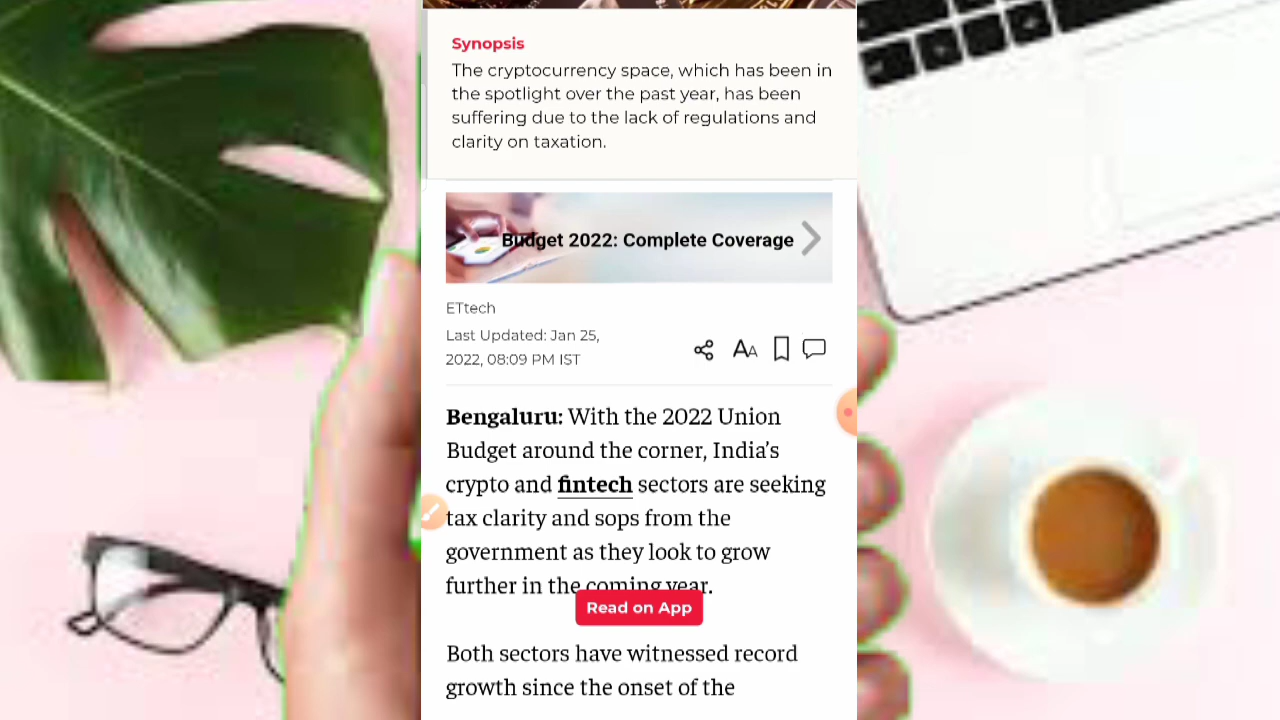 Synopsis
The cryptocurrency space, which has been in
the spotlight over the past year, has been
suffering due to the lack of regulations and
clarity on taxation.
Budget 2022: Complete Coverage
ETtech
Last Updated: Jan 25,
2022, 08:09 PM IST
AA
Bengaluru: With the 2022 Union
Budget around the corner, India’s
crypto and fintech sectors are seeking
tax clarity and sops from the
government as they look to grow
further in the coming year.
Read on App
Both sectors have witnessed record
growth since the onset of the